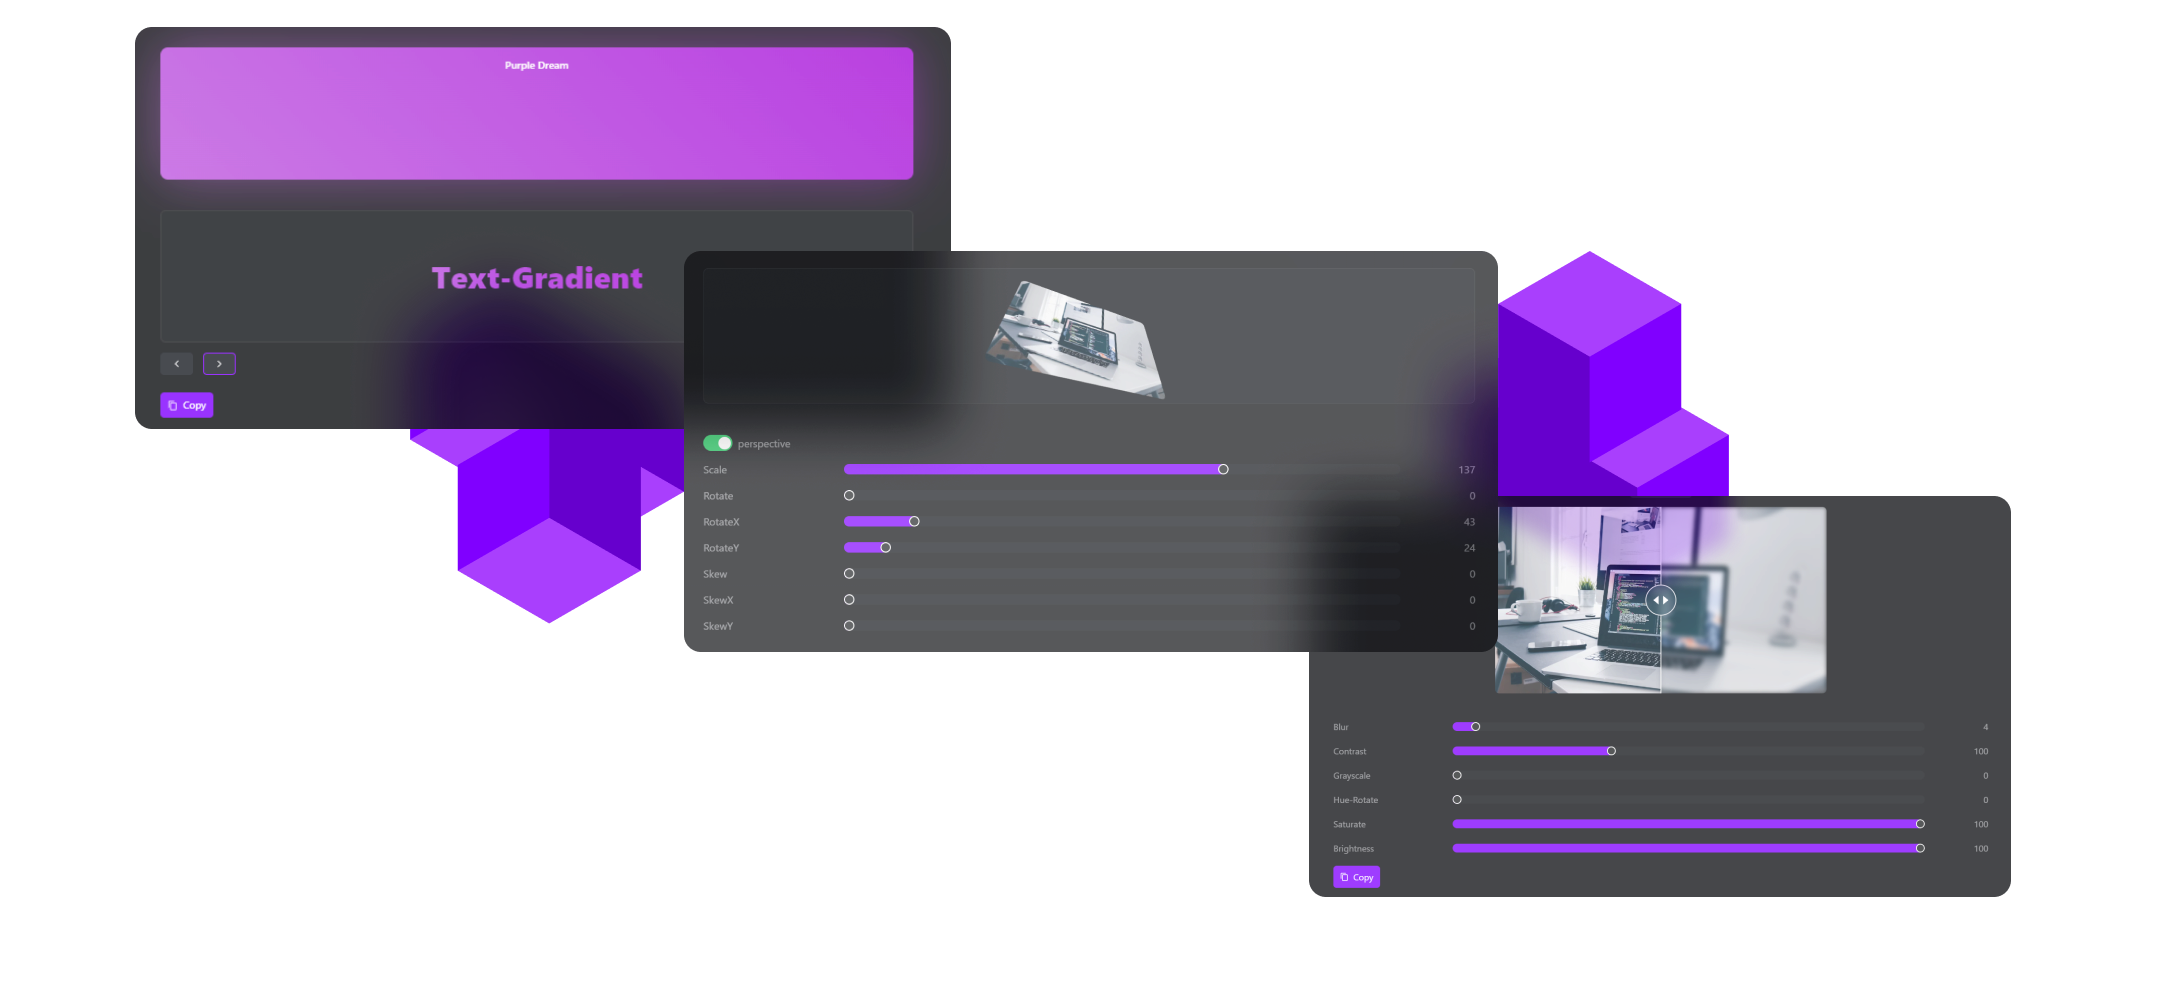 Purple Dream
Text-Gradient
Copy
perspective
Scale 137
Rotate 0
RotateX 43
RotateY 24
Skew 0
SkewX 0
SkewY 0
Blur 4
Contrast 100
Grayscale 0
Hue-Rotate 0
Saturate 100
Brightness 100
Copy